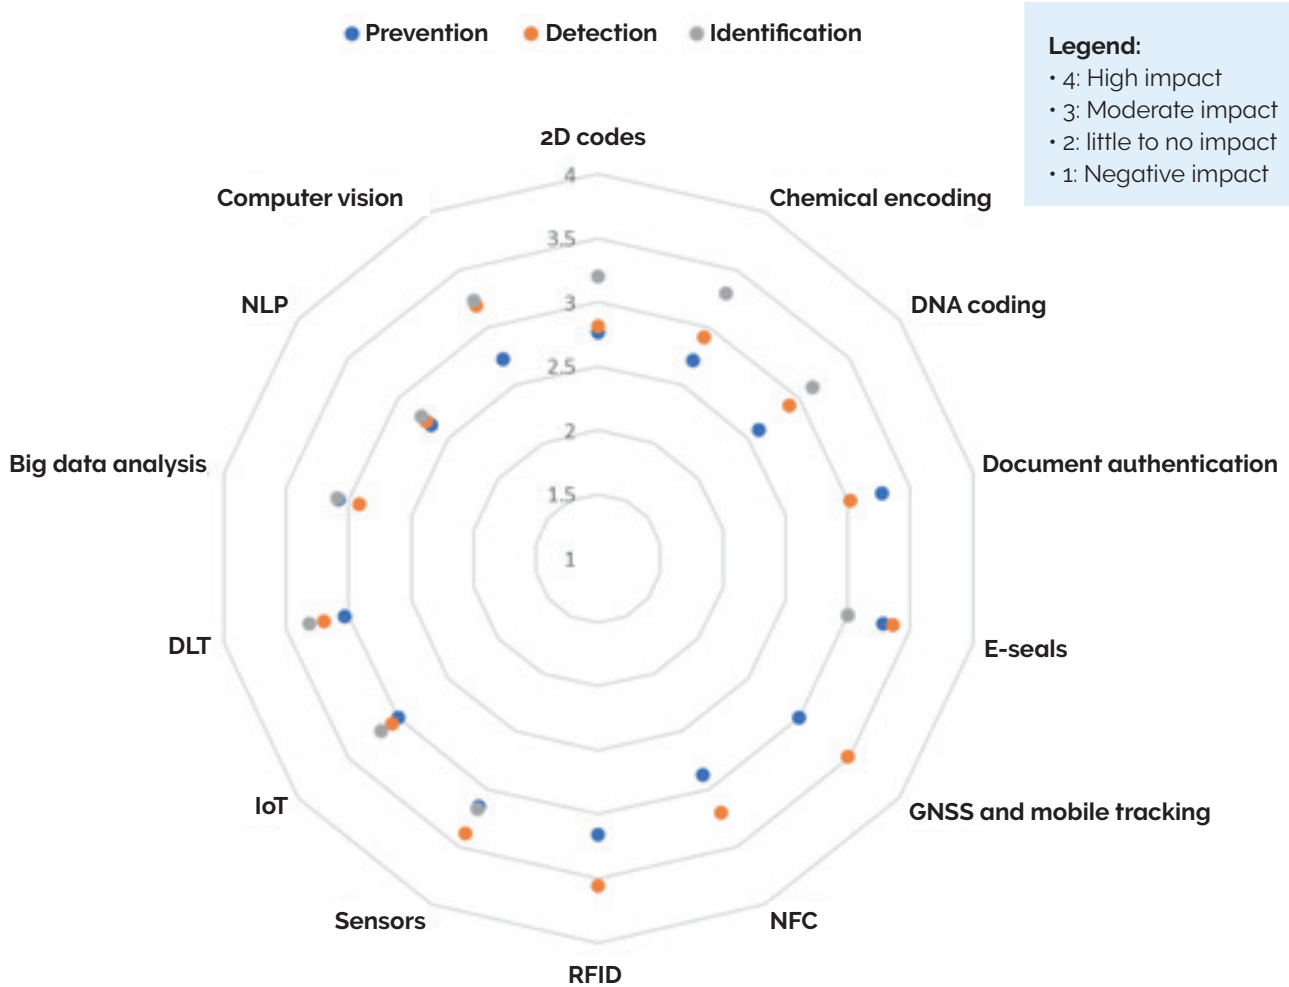 Prevention Detection Identification
Legend:
• 4: High impact
• 3: Moderate impact
• 2: little to no impact
• 1: Negative impact
2D codes
4
Computer vision
Chemical encoding
3.5
NLP
3
DNA coding
2.5
2
Big data analysis
Document authentication
1.5
1
DLT
E-seals
IoT
GNSS and mobile tracking
Sensors
NFC
RFID